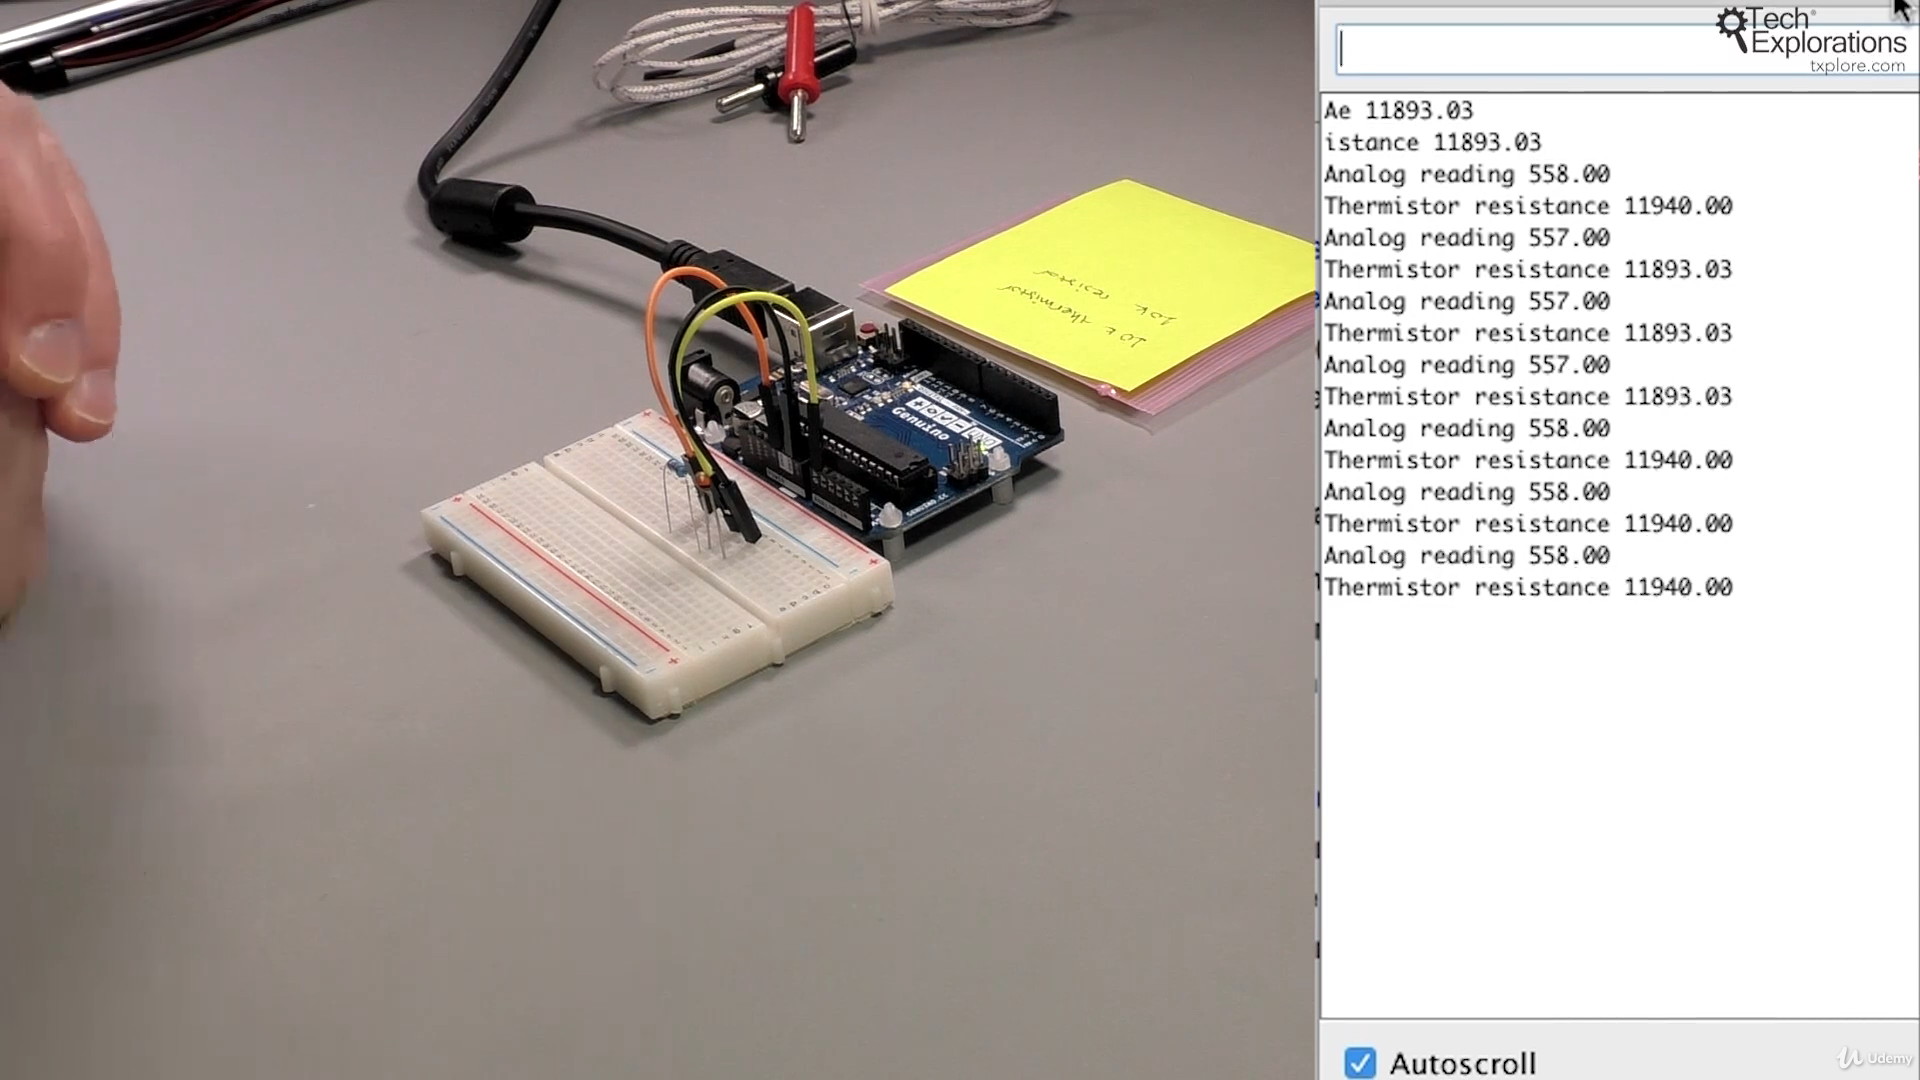 Tech
Explorations
txplore.com
Ae 11893.03
istance 11893.03
Analog reading 558.00
Thermistor resistance 11940.00
Analog reading 557.00
Thermistor resistance 11893.03
Analog reading 557.00
Thermistor resistance 11893.03
Analog reading 557.00
Thermistor resistance 11893.03
Analog reading 558.00
Thermistor resistance 11940.00
Analog reading 558.00
Thermistor resistance 11940.00
Analog reading 558.00
Thermistor resistance 11940.00
Autoscroll
Udemy
10k thermistor
10k resistor
Genuino
UNO